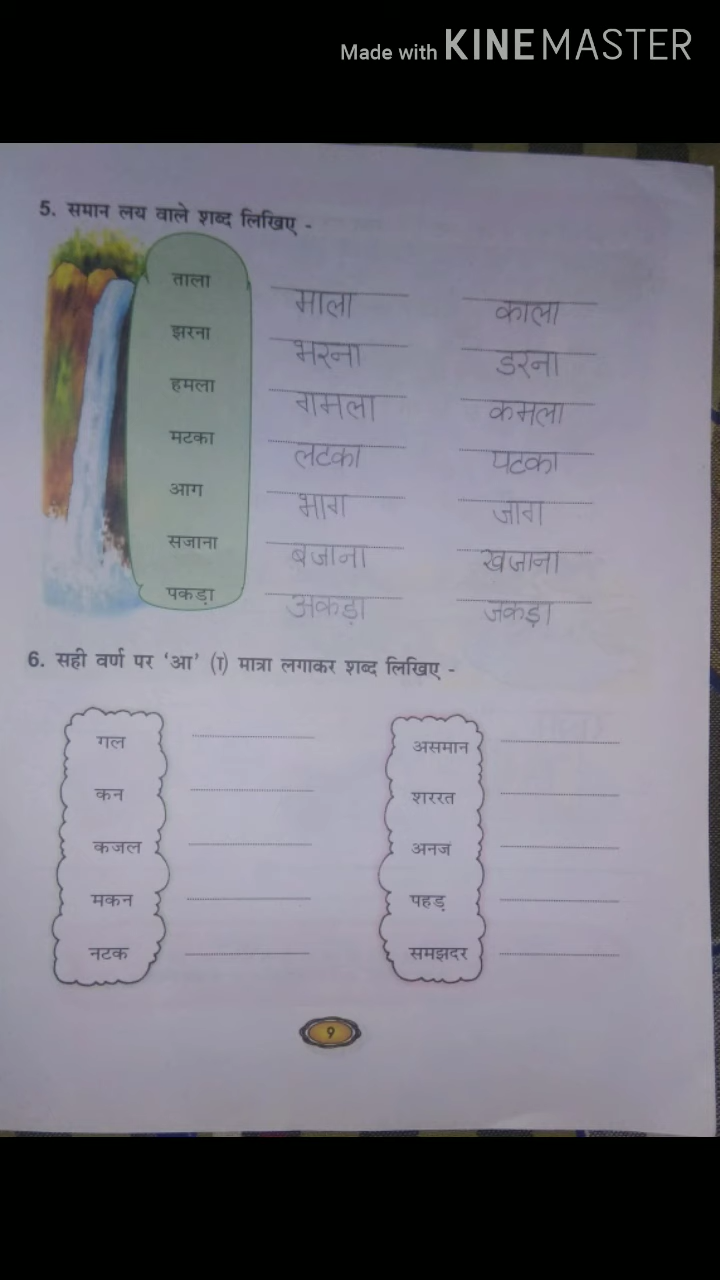 Made with KINEMASTER
5. समान लय वाले शब्द लिखिए -
ताला माला काला
झरना भरना डरना
हमला गमला कमला
मटका लटका पटका
आग भाग जाग
सजाना बजाना खजाना
पकड़ा अकड़ा जकड़ा
6. सही वर्ण पर ‘आ’ (ा) मात्रा लगाकर शब्द लिखिए -
गल असमान
कन शररत
कजल अनज
मकन पहड़
नटक समझदर
9